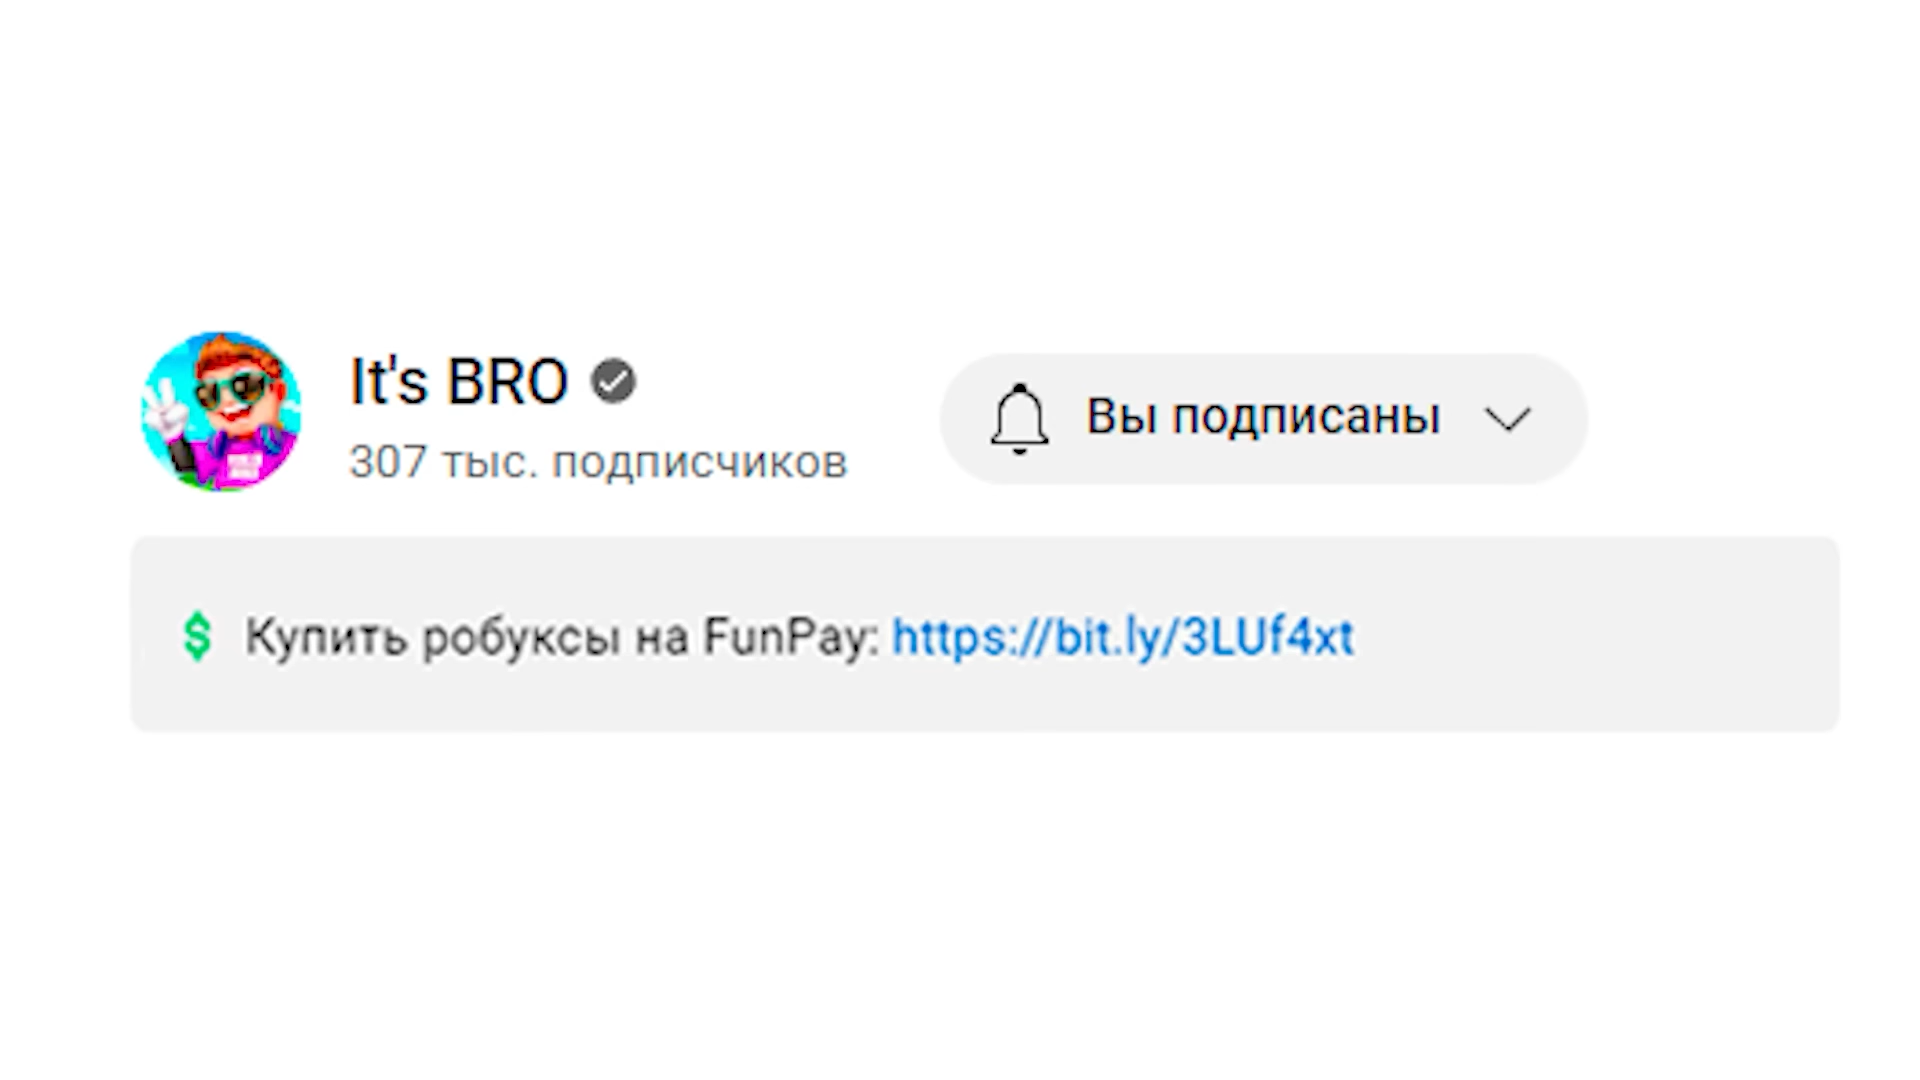 It's BRO
307 тыс. подписчиков
Вы подписаны
$ Купить робуксы на FunPay: https://bit.ly/3LUf4xt